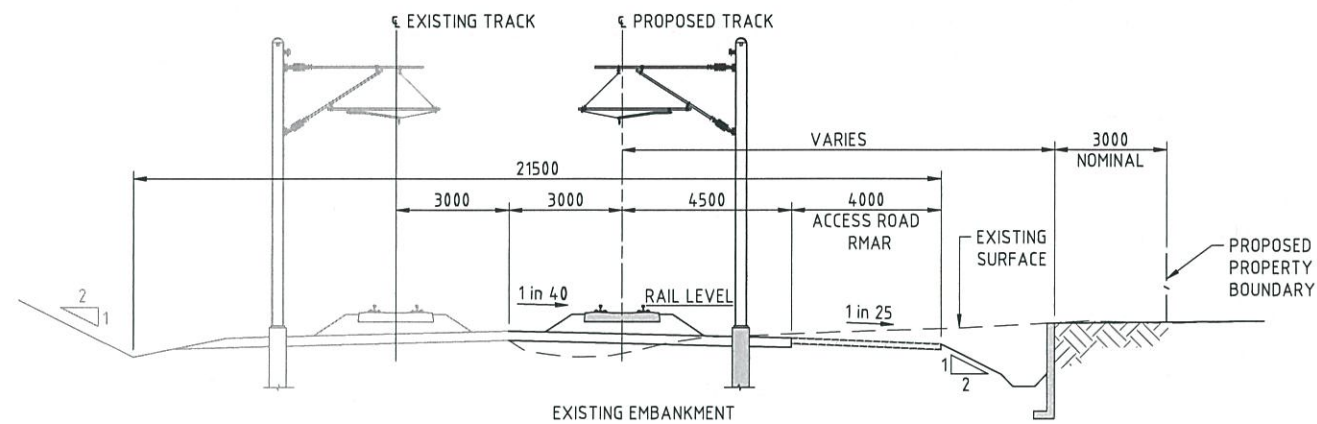 ℄ EXISTING TRACK
℄ PROPOSED TRACK
VARIES
3000
NOMINAL
21500
3000
3000
4500
4000
ACCESS ROAD
RMAR
EXISTING
SURFACE
PROPOSED
PROPERTY
BOUNDARY
2
1
1 in 40
RAIL LEVEL
1 in 25
1
2
EXISTING EMBANKMENT